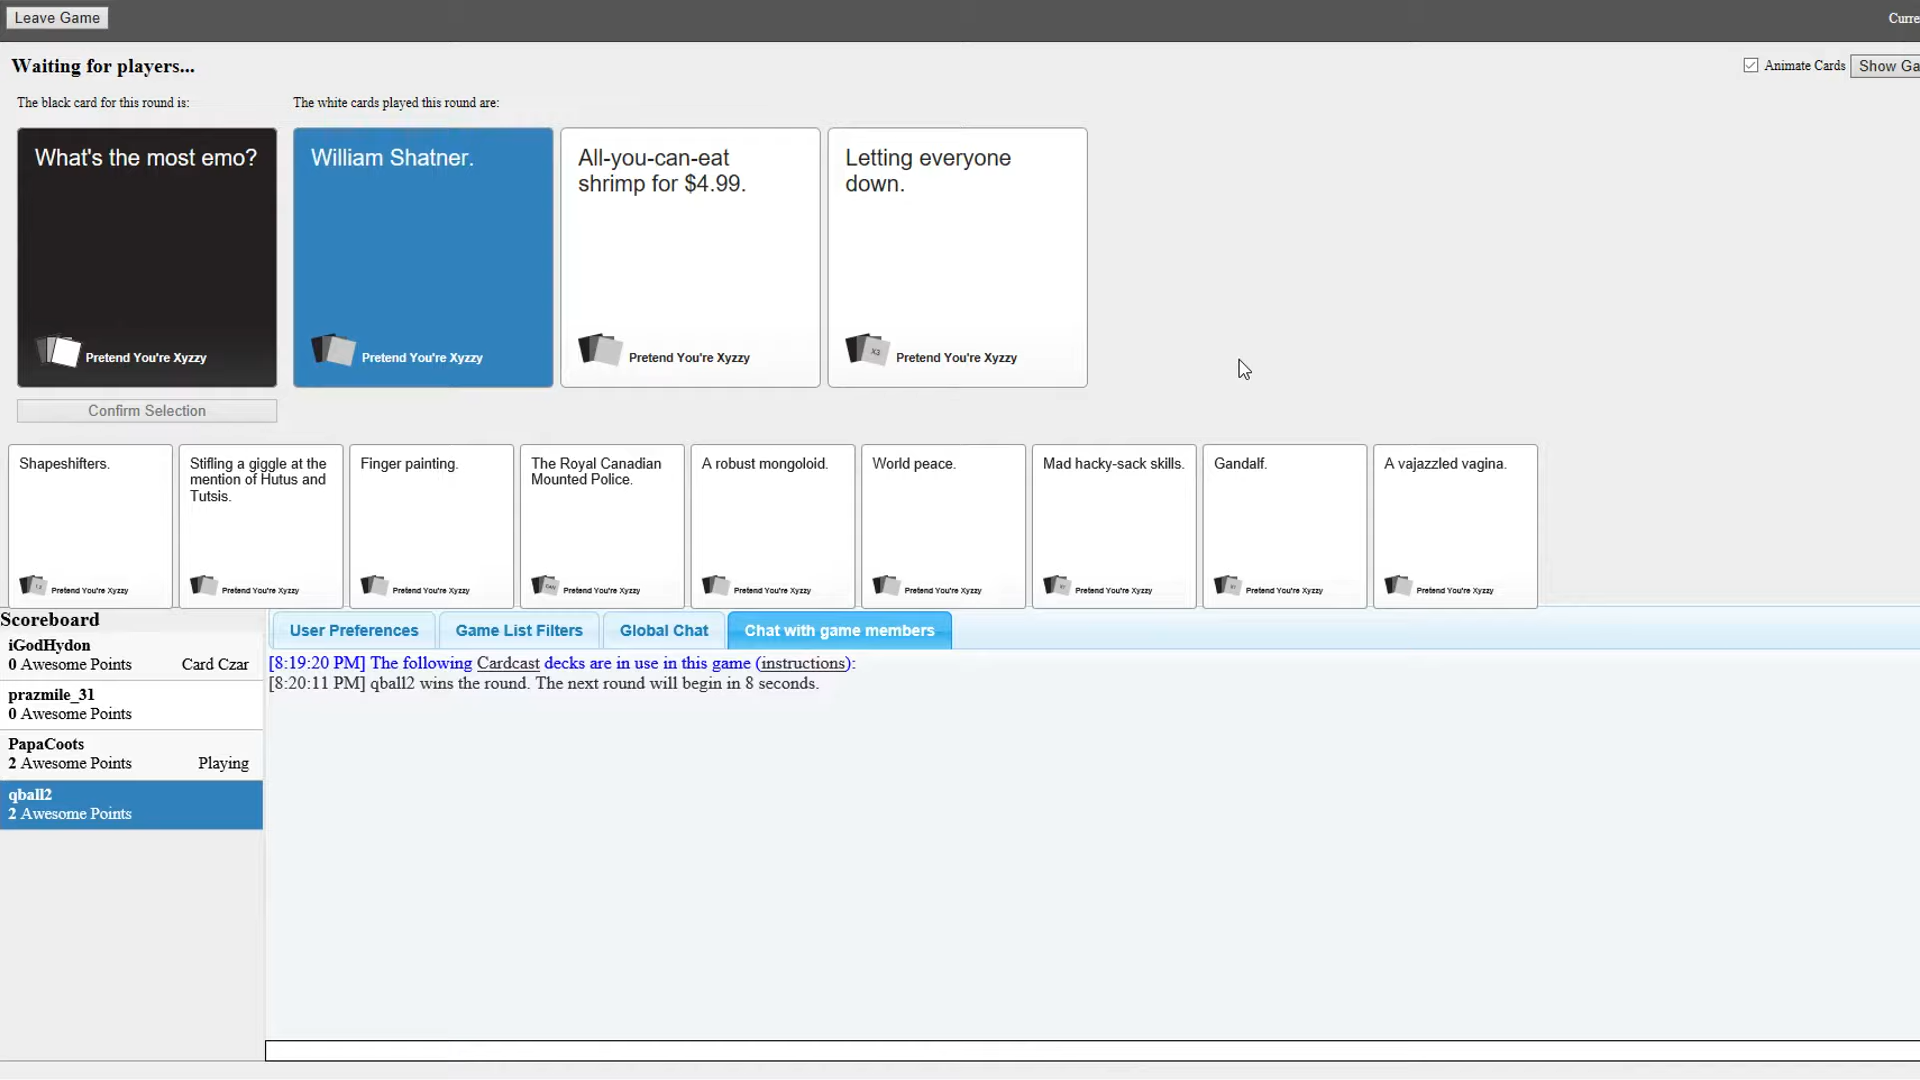 Leave Game
Curre
Waiting for players...
Animate Cards
Show Ga
The black card for this round is:
The white cards played this round are:
What's the most emo?
Pretend You're Xyzzy
William Shatner.
Pretend You're Xyzzy
All-you-can-eat
shrimp for $4.99.
Pretend You're Xyzzy
Letting everyone
down.
X3
Pretend You're Xyzzy
Confirm Selection
Shapeshifters.
Pretend You're Xyzzy
Stifling a giggle at the
mention of Hutus and
Tutsis.
Pretend You're Xyzzy
Finger painting.
Pretend You're Xyzzy
The Royal Canadian
Mounted Police.
Pretend You're Xyzzy
A robust mongoloid.
Pretend You're Xyzzy
World peace.
Pretend You're Xyzzy
Mad hacky-sack skills.
Pretend You're Xyzzy
Gandalf.
Pretend You're Xyzzy
A vajazzled vagina.
Pretend You're Xyzzy
Scoreboard
iGodHydon
0 Awesome Points Card Czar
prazmile_31
0 Awesome Points
PapaCoots
2 Awesome Points Playing
qball2
2 Awesome Points
User Preferences
Game List Filters
Global Chat
Chat with game members
[8:19:20 PM] The following Cardcast decks are in use in this game (instructions):
[8:20:11 PM] qball2 wins the round. The next round will begin in 8 seconds.